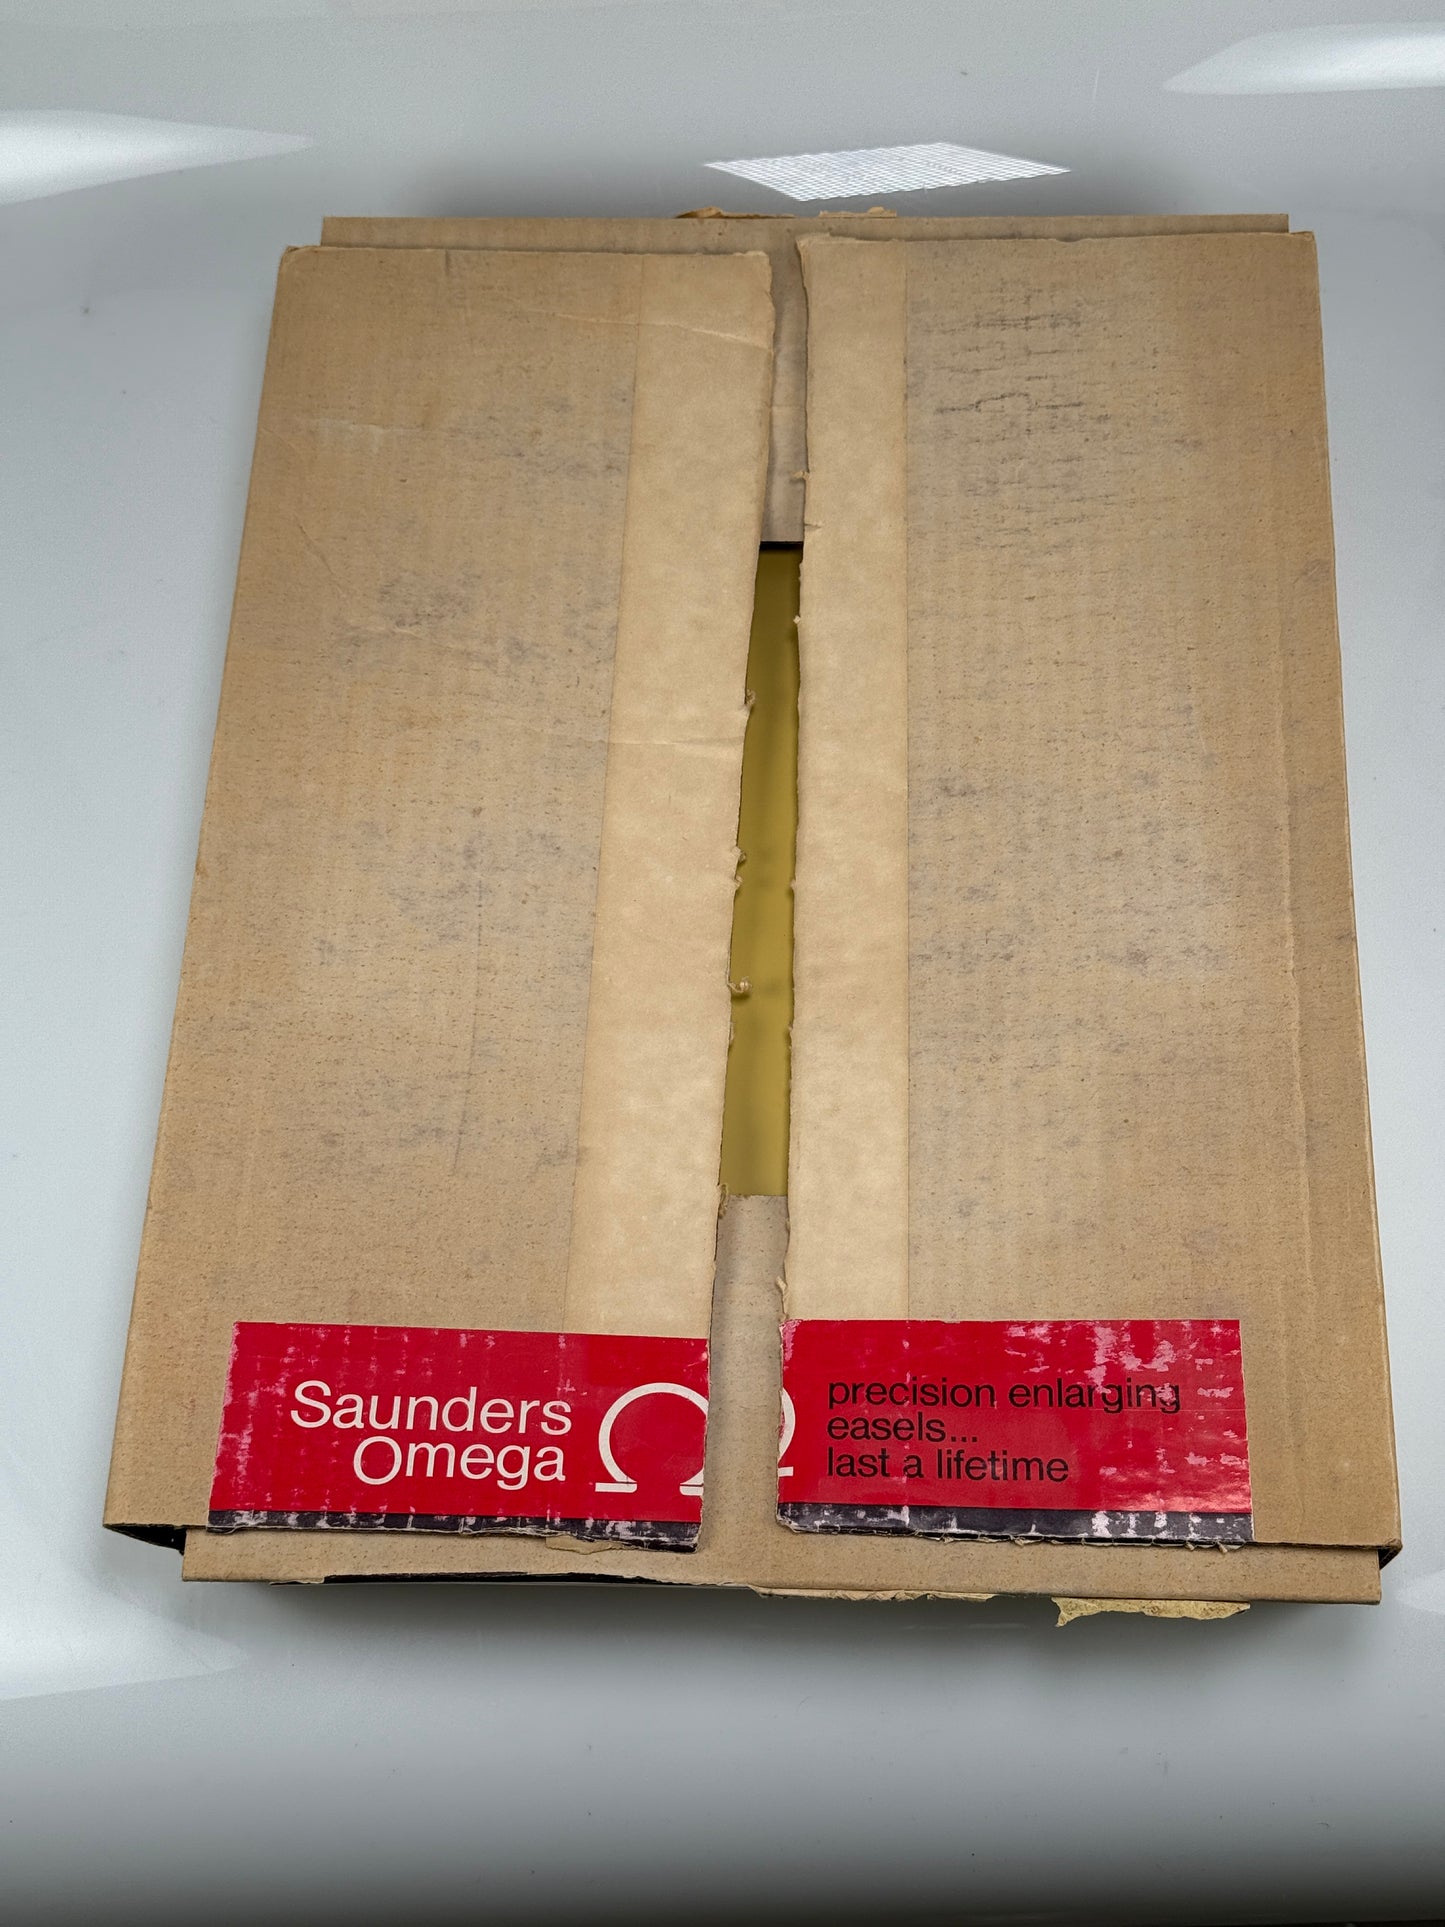 Saunders
Omega
Ω
precision enlarging
easels...
last a lifetime